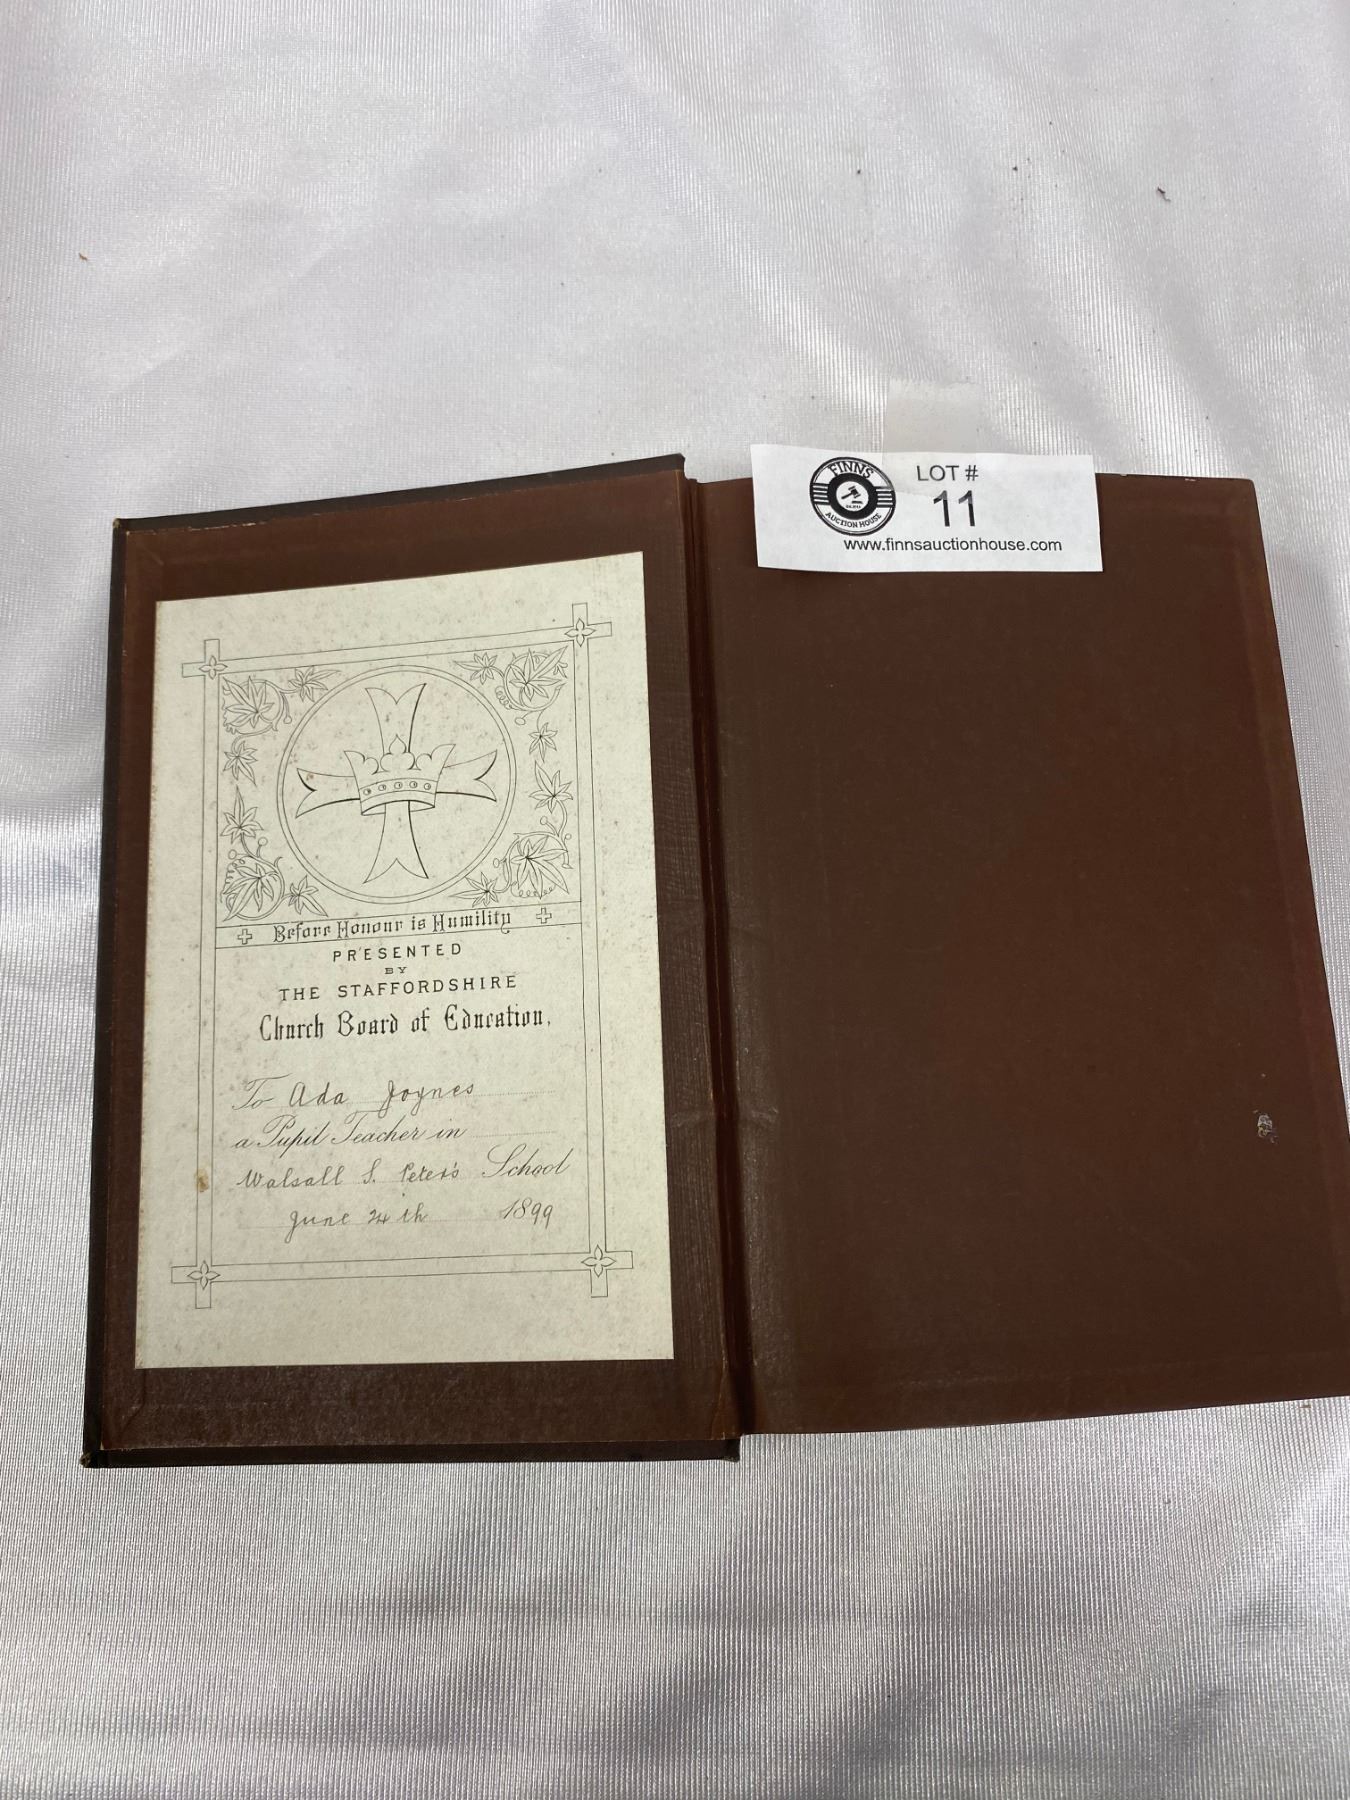 FINNS
AUCTION HOUSE
LOT #
11
www.finnsauctionhouse.com
Before Honour is Humility
PRESENTED
BY
THE STAFFORDSHIRE
Church Board of Education,
To Ada Joynes
a Pupil Teacher in
Walsall S. Peter's School
June 24th 1899